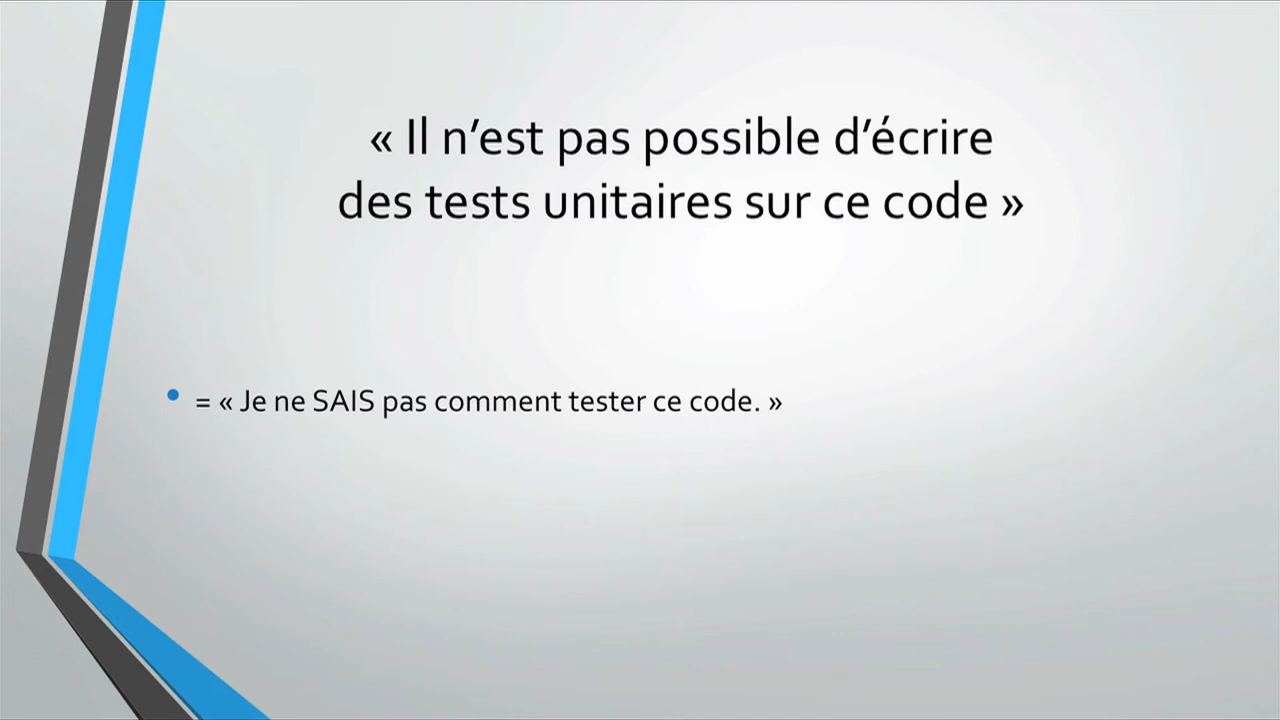 « Il n’est pas possible d’écrire
des tests unitaires sur ce code »
• = « Je ne SAIS pas comment tester ce code. »